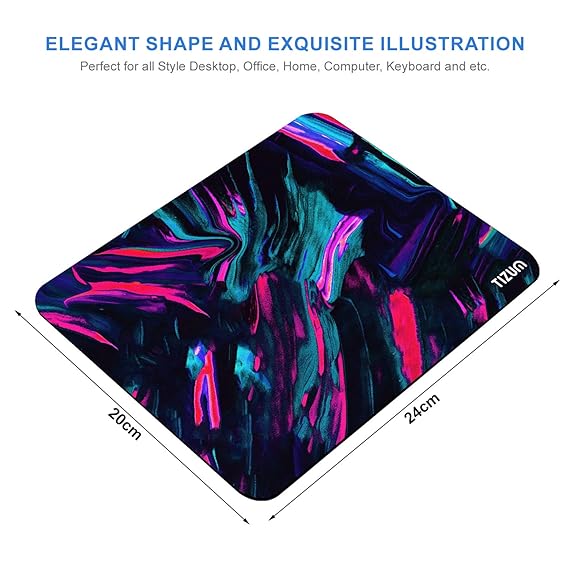 ELEGANT SHAPE AND EXQUISITE ILLUSTRATION
Perfect for all Style Desktop, Office, Home, Computer, Keyboard and etc.
TIZUM
20cm
24cm